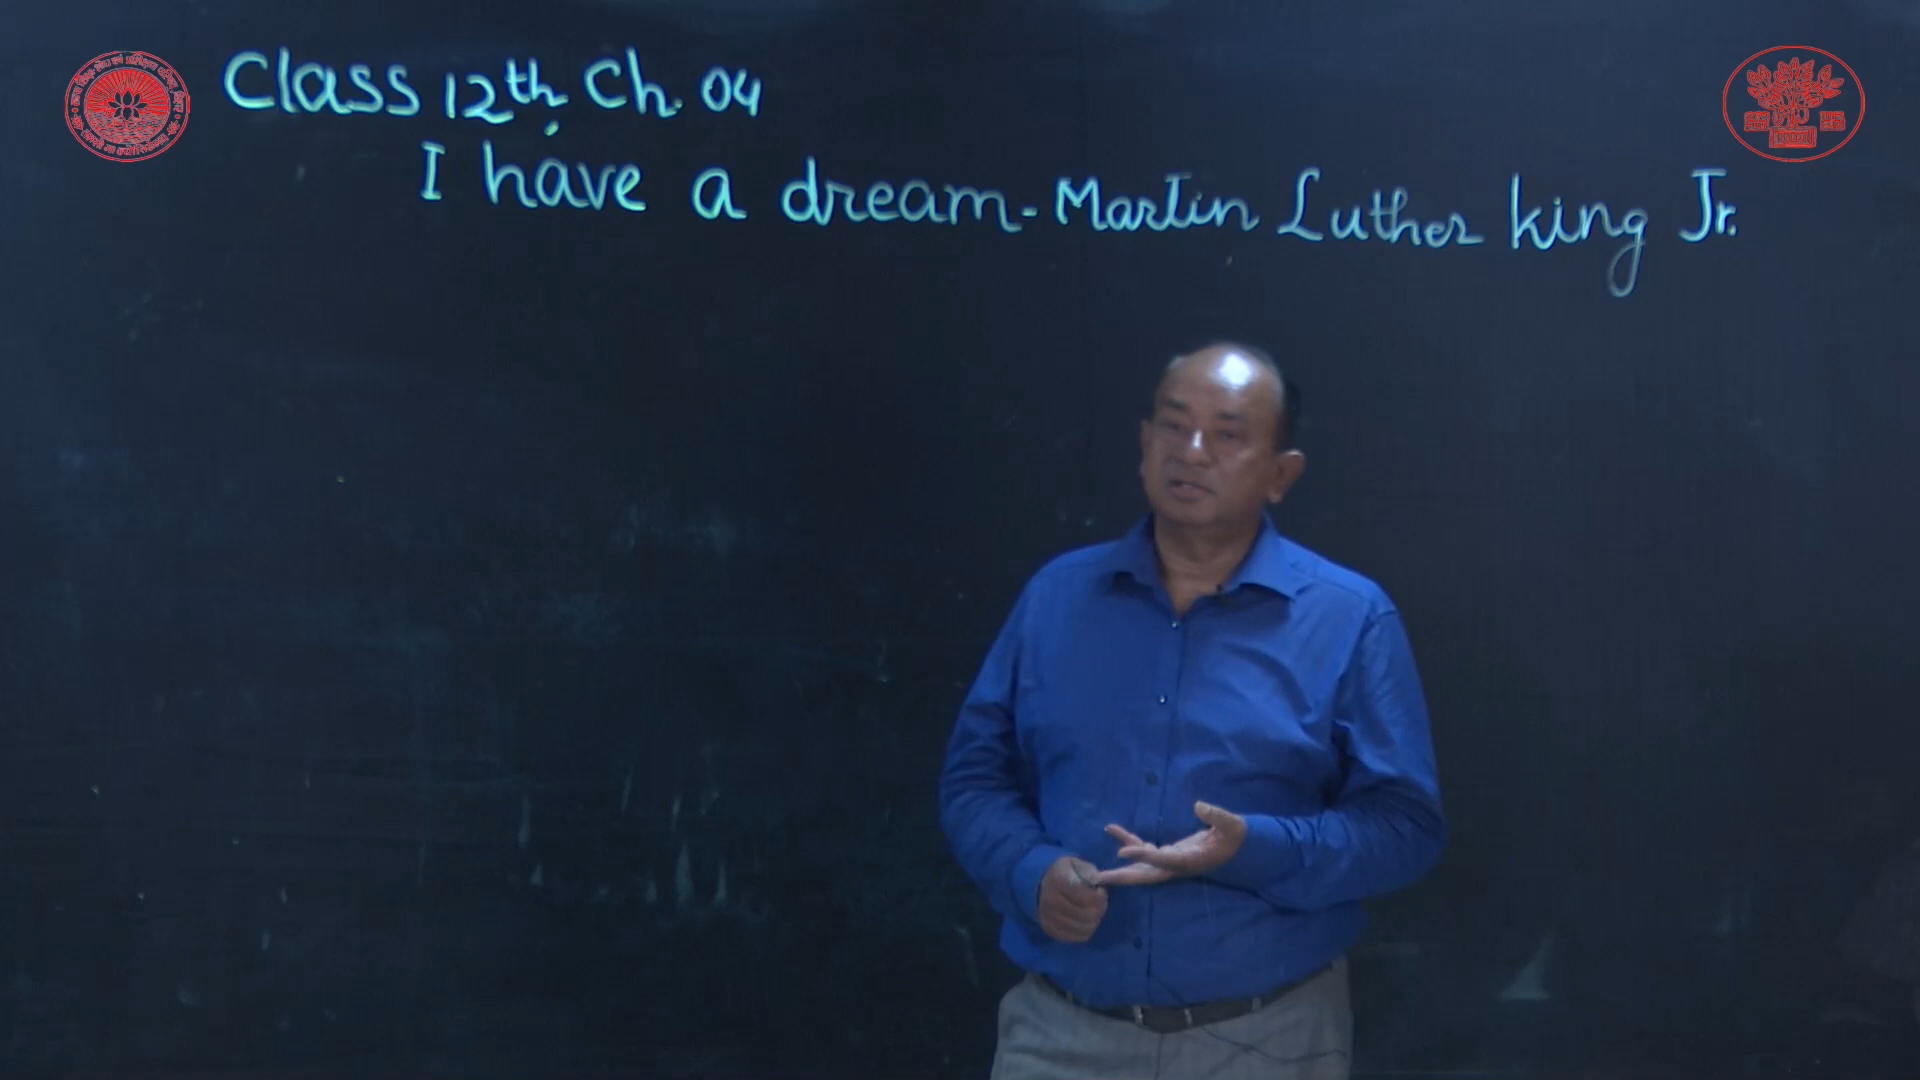 Class 12th, Ch. 04
I have a dream - Martin Luther king Jr.